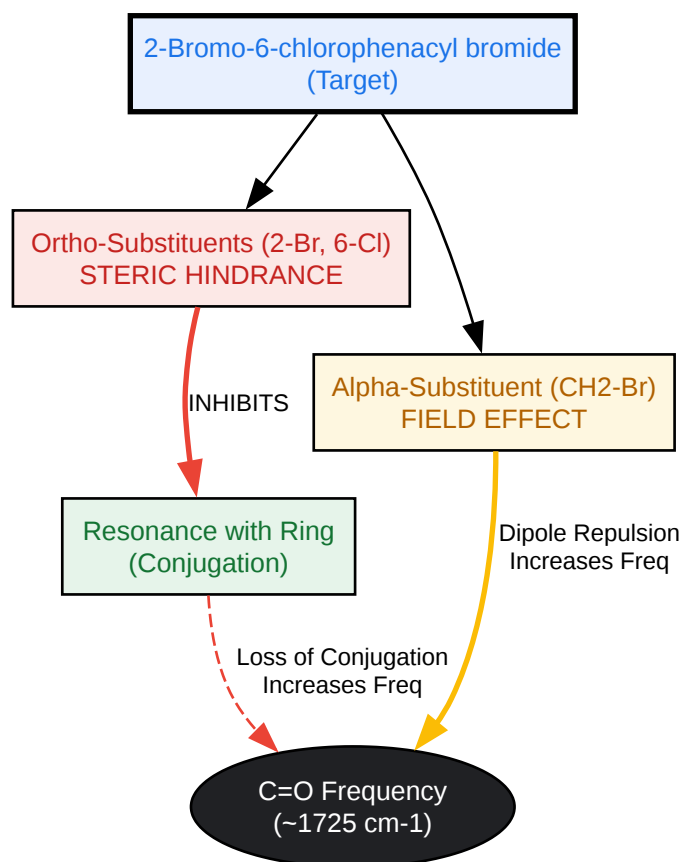 2-Bromo-6-chlorophenacyl bromide
(Target)
Ortho-Substituents (2-Br, 6-Cl)
STERIC HINDRANCE
Alpha-Substituent (CH2-Br)
FIELD EFFECT
INHIBITS
Resonance with Ring
(Conjugation)
Dipole Repulsion
Increases Freq
Loss of Conjugation
Increases Freq
C=O Frequency
(~1725 cm-1)